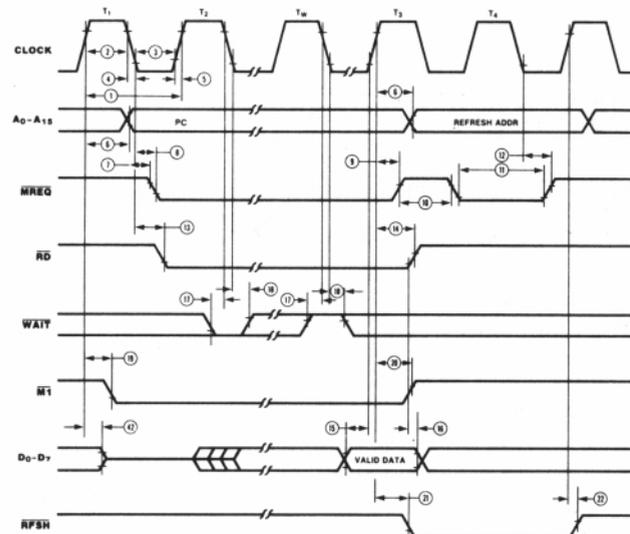 T1 T2 TW T3 T4
CLOCK
2 3
4 5
1 6
A0-A15 PC REFRESH ADDR
6 8 12
7 9 11
MREQ 10
13 14
RD
17 18 17 18
WAIT
19 20
M1
42 15 16
D0-D7 VALID DATA
21 22
RFSH